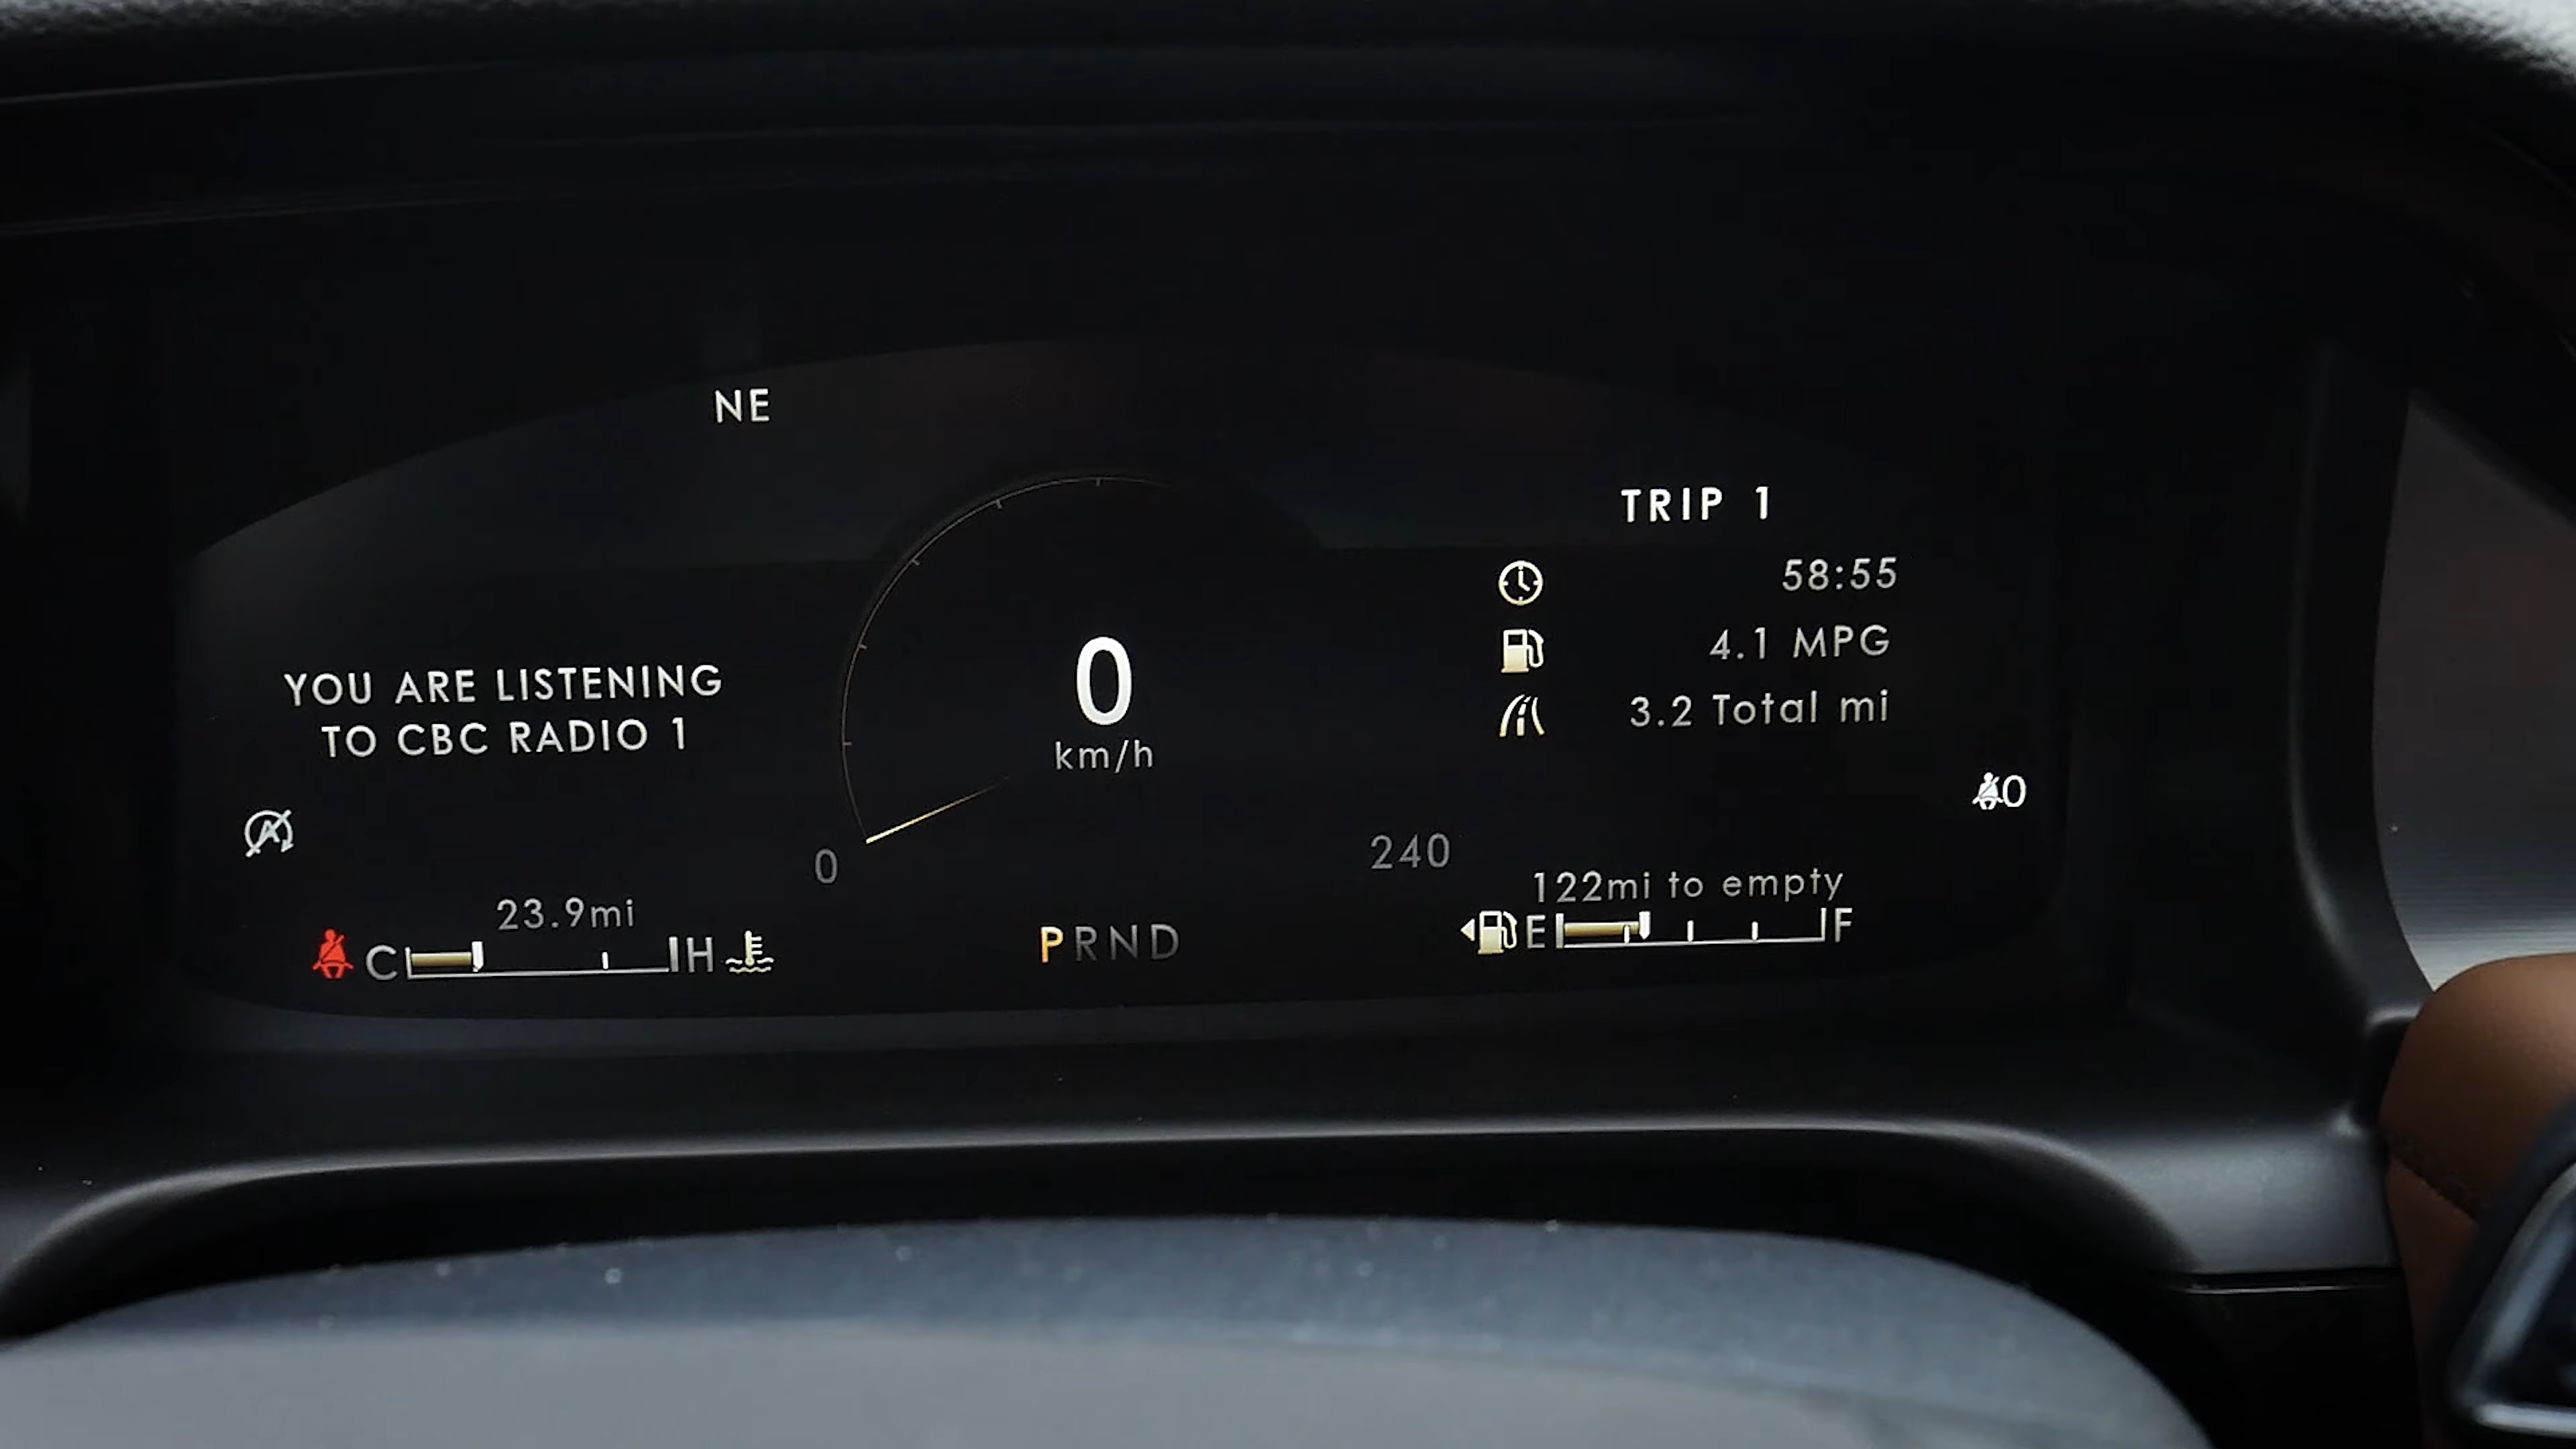 NE
TRIP 1
58:55
4.1 MPG
3.2 Total mi
YOU ARE LISTENING
TO CBC RADIO 1
0
km/h
0
0
240
122mi to empty
23.9mi
C H
PRND
E F